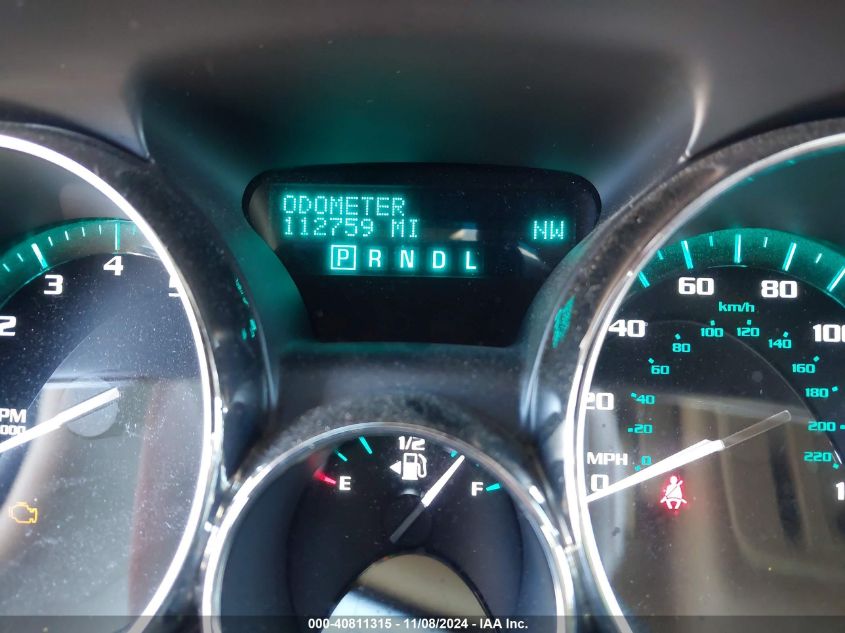 ODOMETER
112759 MI NW
P R N D L
2 3 4 5
1/2
E F
60 80
km/h
40 100 120 100
80 140
60 160
20 40 180
20 200
MPH 0 220
0
000-40811315 - 11/08/2024 - IAA Inc.